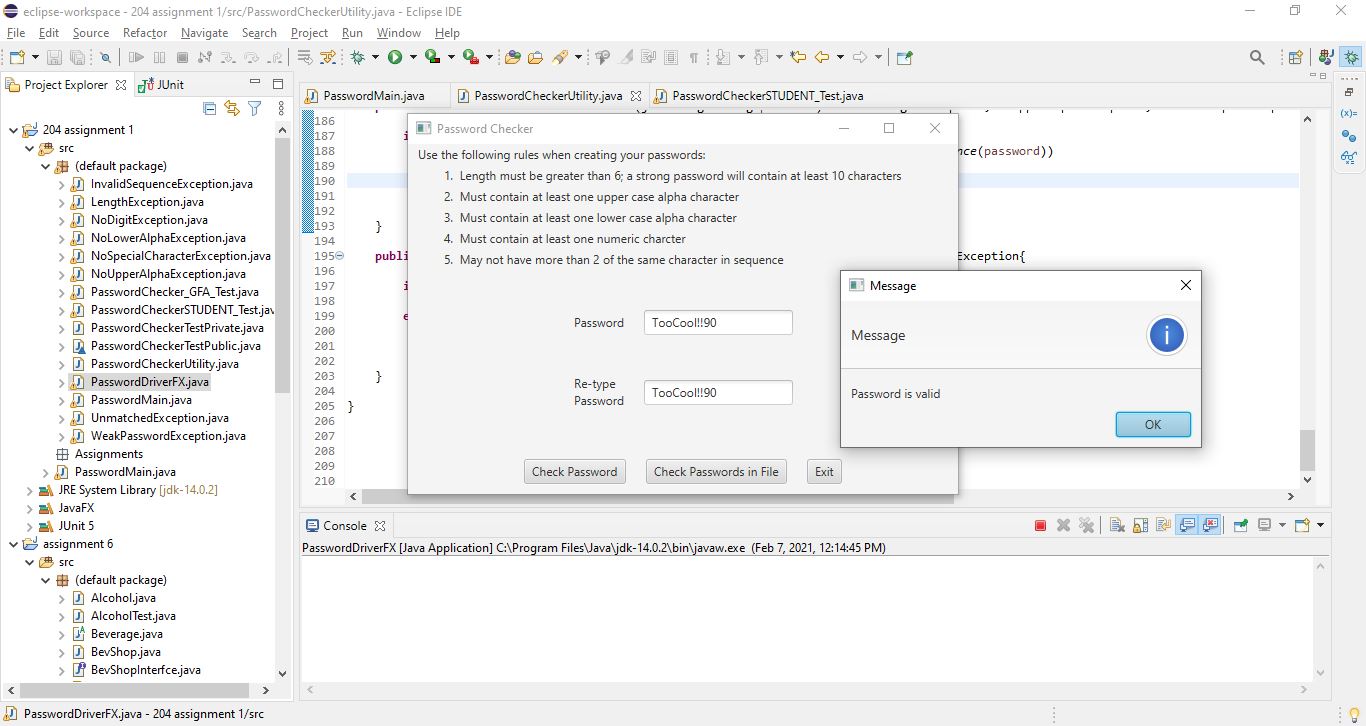 eclipse-workspace - 204 assignment 1/src/PasswordCheckerUtility.java - Eclipse IDE
File Edit Source Refactor Navigate Search Project Run Window Help
Project Explorer
JUnit
204 assignment 1
src
(default package)
InvalidSequenceException.java
LengthException.java
NoDigitException.java
NoLowerAlphaException.java
NoSpecialCharacterException.java
NoUpperAlphaException.java
PasswordChecker_GFA_Test.java
PasswordCheckerSTUDENT_Test.jav
PasswordCheckerTestPrivate.java
PasswordCheckerTestPublic.java
PasswordCheckerUtility.java
PasswordDriverFX.java
PasswordMain.java
UnmatchedException.java
WeakPasswordException.java
Assignments
PasswordMain.java
JRE System Library [jdk-14.0.2]
JavaFX
JUnit 5
assignment 6
src
(default package)
Alcohol.java
AlcoholTest.java
Beverage.java
BevShop.java
BevShopInterfce.java
PasswordMain.java
PasswordCheckerUtility.java
PasswordCheckerSTUDENT_Test.java
186
187 i
188 nce(password))
189
190
191
192
193 }
194
195 publi Exception{
196
197 i
198
199 e
200
201
202
203 }
204
205 }
206
207
208
209
210
Password Checker
Use the following rules when creating your passwords:
1. Length must be greater than 6; a strong password will contain at least 10 characters
2. Must contain at least one upper case alpha character
3. Must contain at least one lower case alpha character
4. Must contain at least one numeric charcter
5. May not have more than 2 of the same character in sequence
Password TooCool!!90
Re-type
Password
TooCool!!90
Check Password Check Passwords in File Exit
Message
Message
Password is valid
OK
Console
PasswordDriverFX [Java Application] C:\Program Files\Java\jdk-14.0.2\bin\javaw.exe (Feb 7, 2021, 12:14:45 PM)
(x)=
PasswordDriverFX.java - 204 assignment 1/src